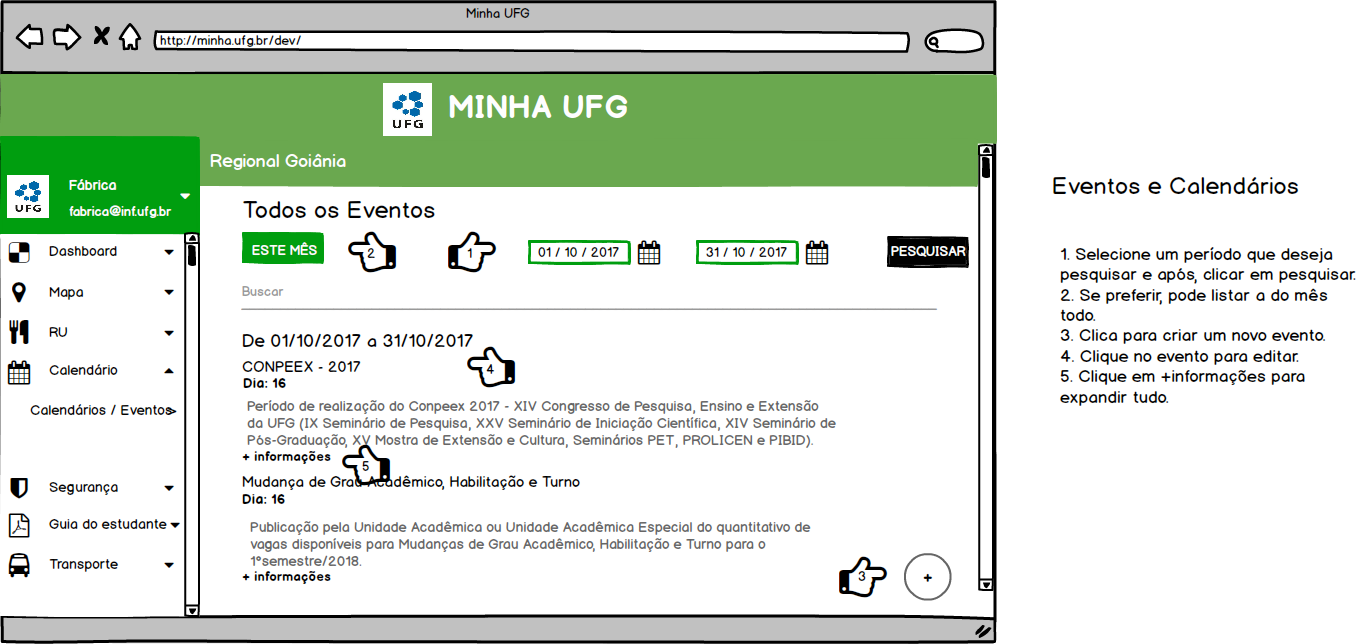 Minha UFG
http://minha.ufg.br/dev/
UFG
MINHA UFG
Regional Goiânia
UFG
Fábrica
fabrica@inf.ufg.br
Dashboard
Mapa
RU
Calendário
Calendários / Eventos>
Segurança
Guia do estudante
Transporte
Todos os Eventos
ESTE MÊS
2
1
01 / 10 / 2017
31 / 10 / 2017
PESQUISAR
Buscar
De 01/10/2017 a 31/10/2017
CONPEEX - 2017
4
Dia: 16
Período de realização do Conpeex 2017 - XIV Congresso de Pesquisa, Ensino e Extensão
da UFG (IX Seminário de Pesquisa, XXV Seminário de Iniciação Científica, XIV Seminário de
Pós-Graduação, XV Mostra de Extensão e Cultura, Seminários PET, PROLICEN e PIBID).
+ informações
5
Mudança de Grau Acadêmico, Habilitação e Turno
Dia: 16
Publicação pela Unidade Acadêmica ou Unidade Acadêmica Especial do quantitativo de
vagas disponíveis para Mudanças de Grau Acadêmico, Habilitação e Turno para o
1ºsemestre/2018.
+ informações
3
+
Eventos e Calendários
1. Selecione um período que deseja
pesquisar e após, clicar em pesquisar.
2. Se preferir, pode listar a do mês
todo.
3. Clica para criar um novo evento.
4. Clique no evento para editar.
5. Clique em +informações para
expandir tudo.